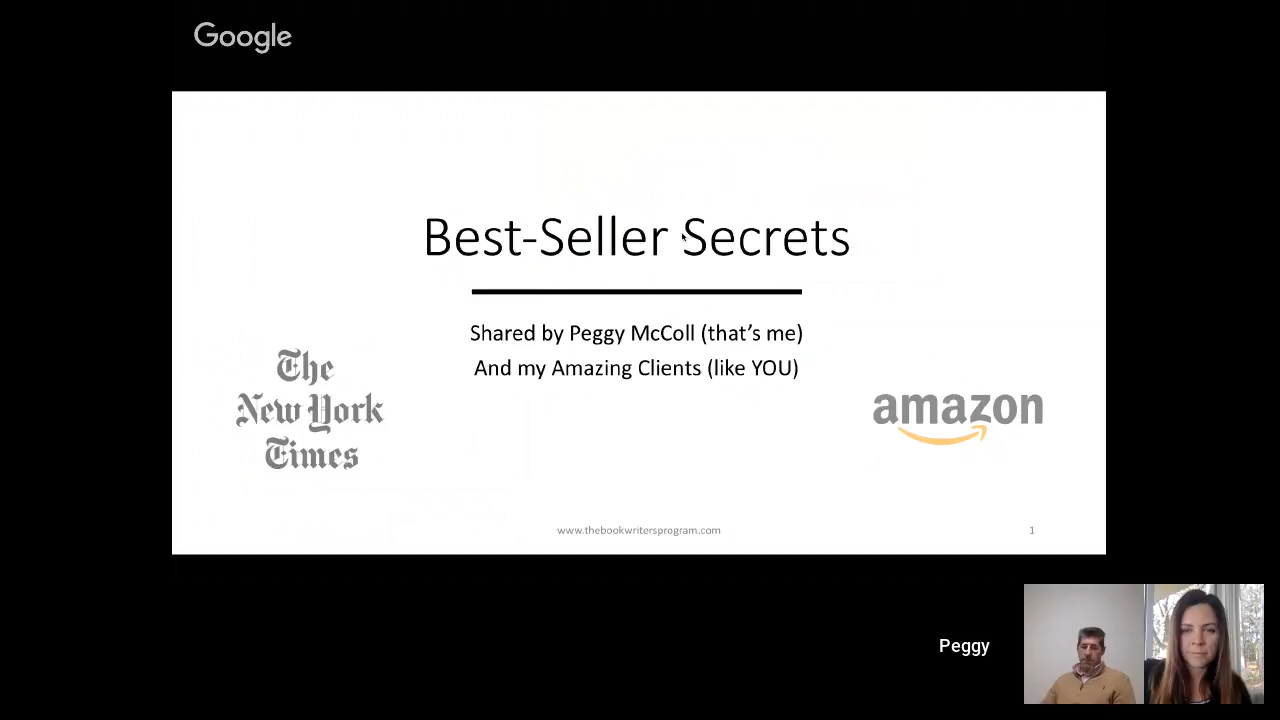 Google
Best-Seller Secrets
Shared by Peggy McColl (that's me)
And my Amazing Clients (like YOU)
The
New York
Times
amazon
www.thebookwritersprogram.com
1
Peggy